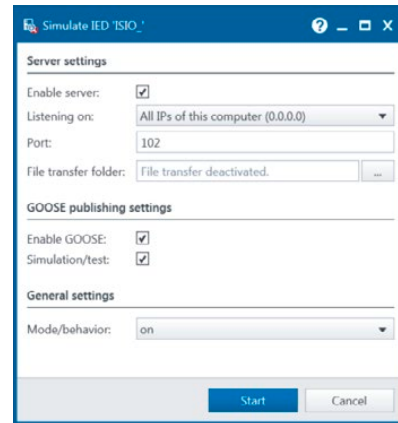 Simulate IED 'ISIO_'
Server settings
Enable server:
Listening on: All IPs of this computer (0.0.0.0)
Port: 102
File transfer folder: File transfer deactivated. ...
GOOSE publishing settings
Enable GOOSE:
Simulation/test:
General settings
Mode/behavior: on
Start Cancel